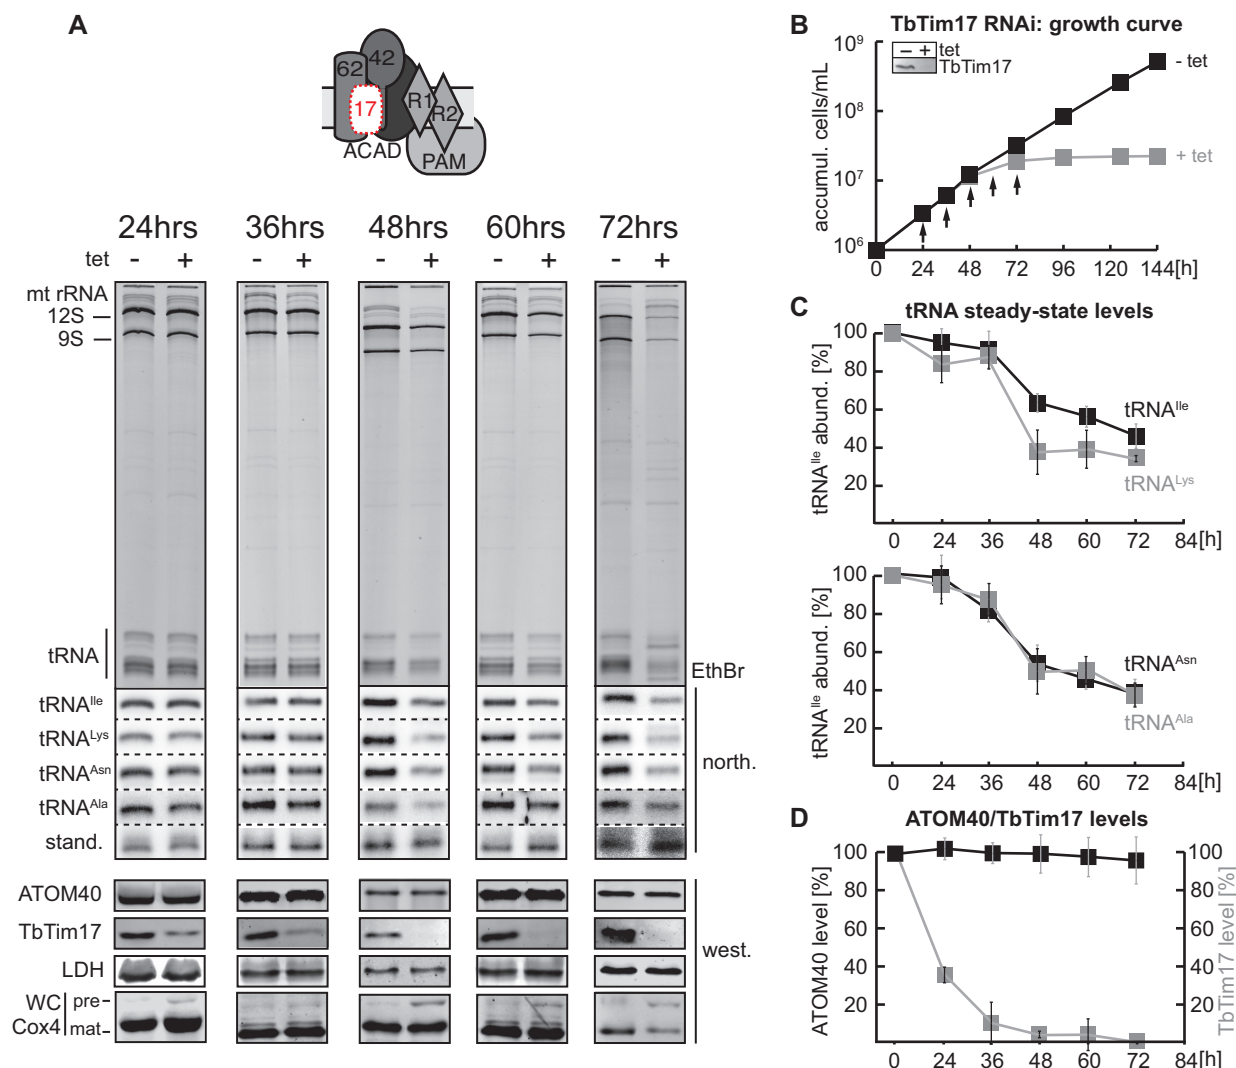 A
62
42
17
R1
R2
ACAD
PAM
24hrs 36hrs 48hrs 60hrs 72hrs
tet - + - + - + - + - +
mt rRNA
12S
9S
tRNA
EthBr
tRNAIle
tRNALys
tRNAAsn
tRNAAla
stand.
north.
ATOM40
TbTim17
LDH
WC
Cox4
pre
mat
west.
B
TbTim17 RNAi: growth curve
- + tet
TbTim17
accumul. cells/mL
10⁹
10⁸
10⁷
10⁶
- tet
+ tet
0 24 48 72 96 120 144[h]
C
tRNA steady-state levels
tRNAIle abund. [%]
100
80
60
40
20
tRNAIle
tRNALys
0 24 36 48 60 72 84[h]
tRNAIle abund. [%]
100
80
60
40
20
tRNAAsn
tRNAAla
0 24 36 48 60 72 84[h]
D
ATOM40/TbTim17 levels
ATOM40 level [%]
100
80
60
40
20
100
80
60
40
20
TbTim17 level [%]
0 24 36 48 60 72 84[h]